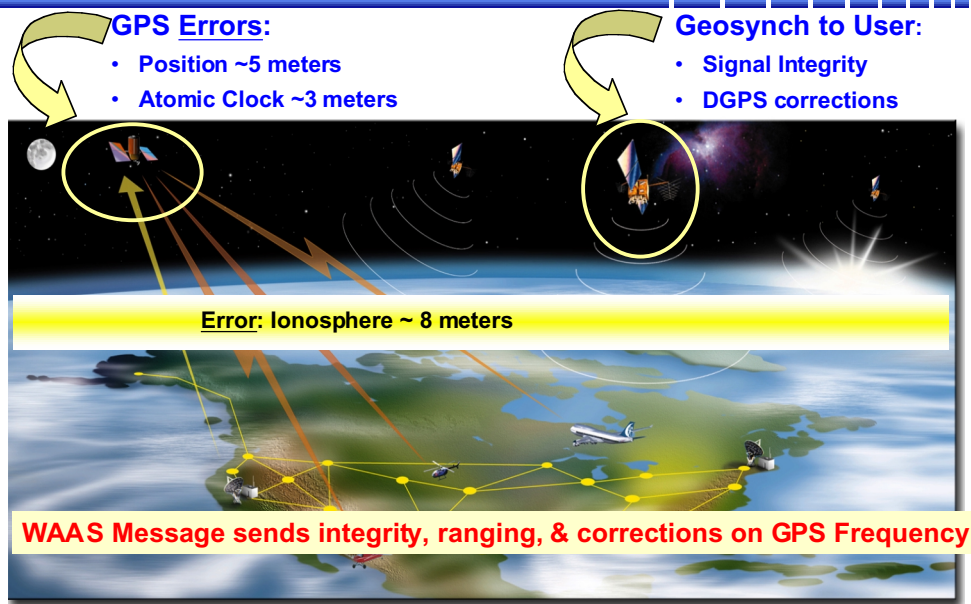 GPS Errors:
• Position ~5 meters
• Atomic Clock ~3 meters
Geosynch to User:
• Signal Integrity
• DGPS corrections
Error: Ionosphere ~ 8 meters
WAAS Message sends integrity, ranging, & corrections on GPS Frequency